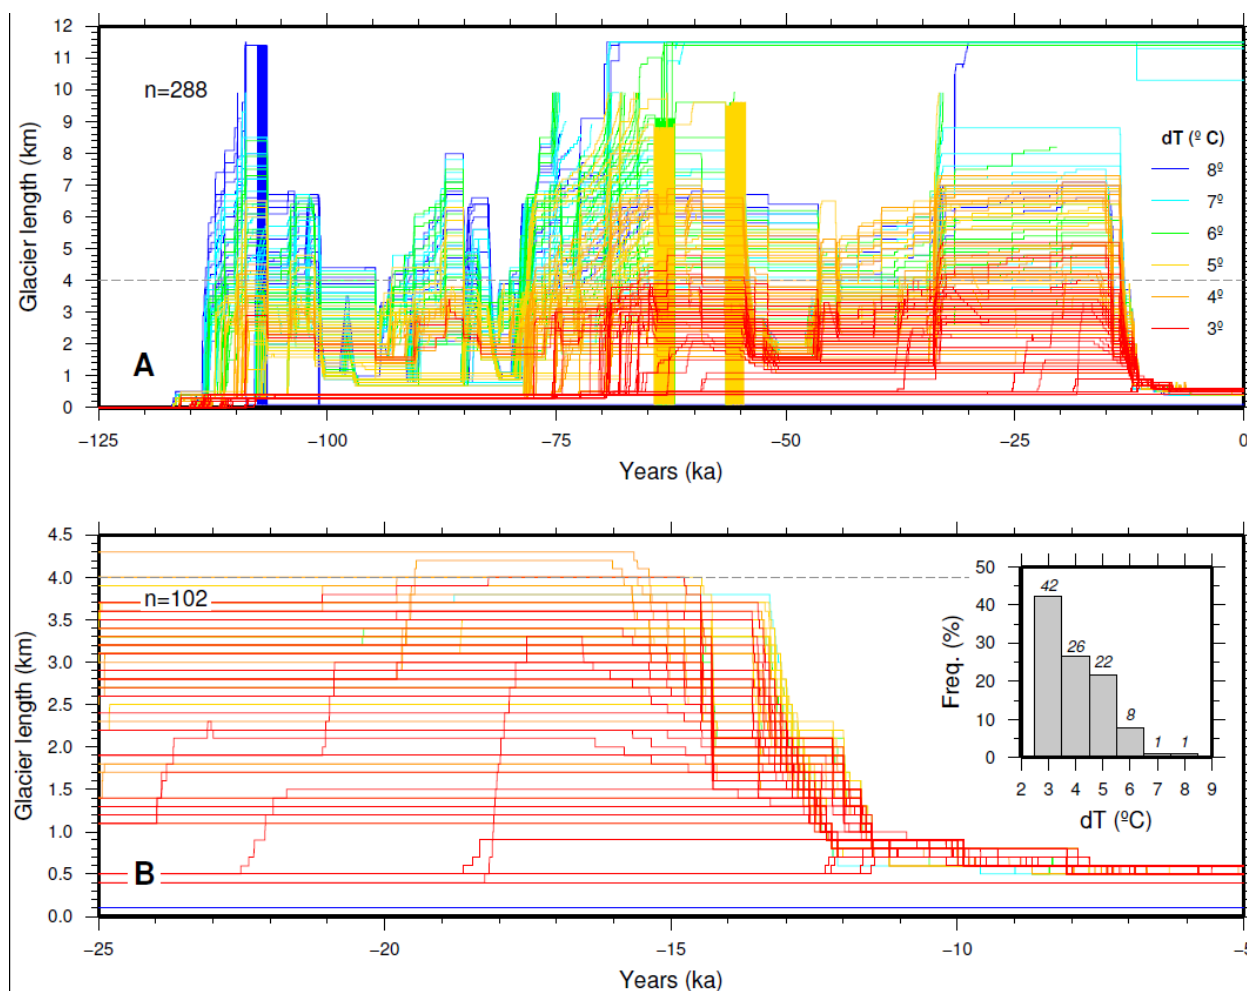 12
11
10
9
8
7
6
5
4
3
2
1
0
Glacier length (km)
n=288
A
dT (º C)
8º
7º
6º
5º
4º
3º
−125
−100
−75
−50
−25
0
Years (ka)
4.5
4.0
3.5
3.0
2.5
2.0
1.5
1.0
0.5
0.0
Glacier length (km)
n=102
B
50
40
30
20
10
0
Freq. (%)
42
26
22
8
1
1
2 3 4 5 6 7 8 9
dT (ºC)
−25
−20
−15
−10
−5
Years (ka)